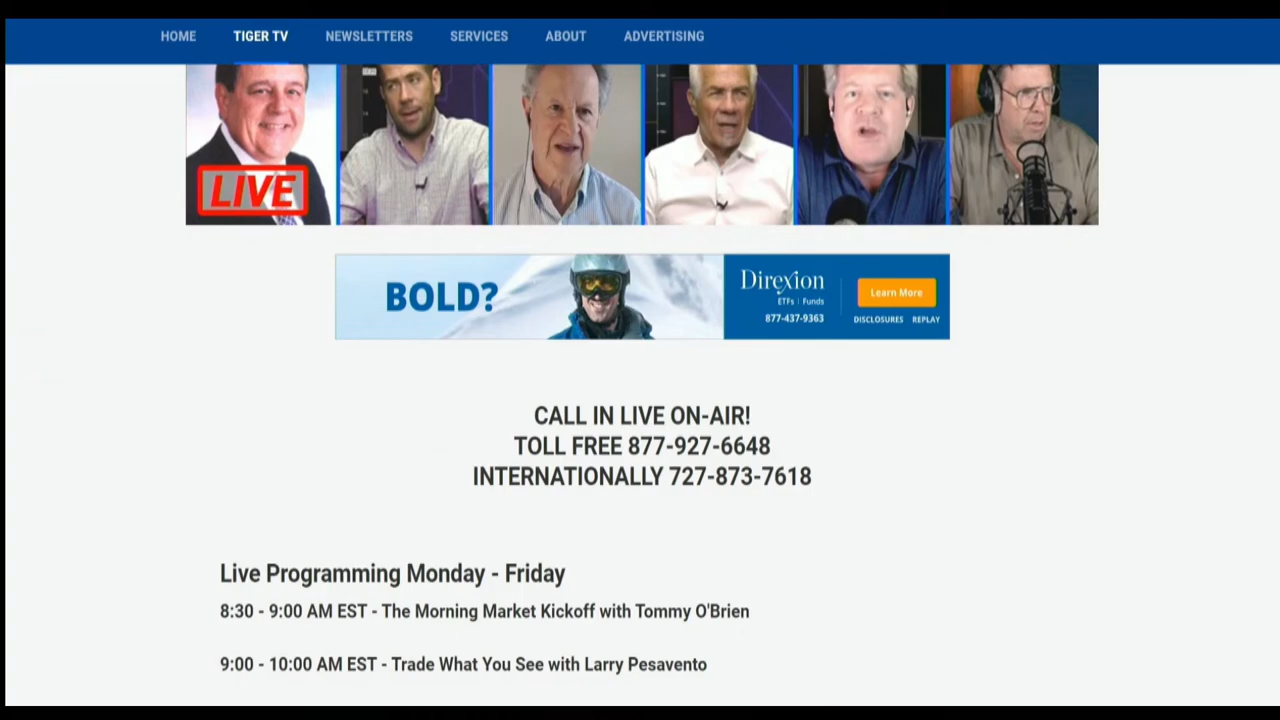 HOME TIGER TV NEWSLETTERS SERVICES ABOUT ADVERTISING
LIVE
BOLD?
Direxion
ETFs | Funds
877-437-9363
Learn More
DISCLOSURES REPLAY
CALL IN LIVE ON-AIR!
TOLL FREE 877-927-6648
INTERNATIONALLY 727-873-7618
Live Programming Monday - Friday
8:30 - 9:00 AM EST - The Morning Market Kickoff with Tommy O'Brien
9:00 - 10:00 AM EST - Trade What You See with Larry Pesavento